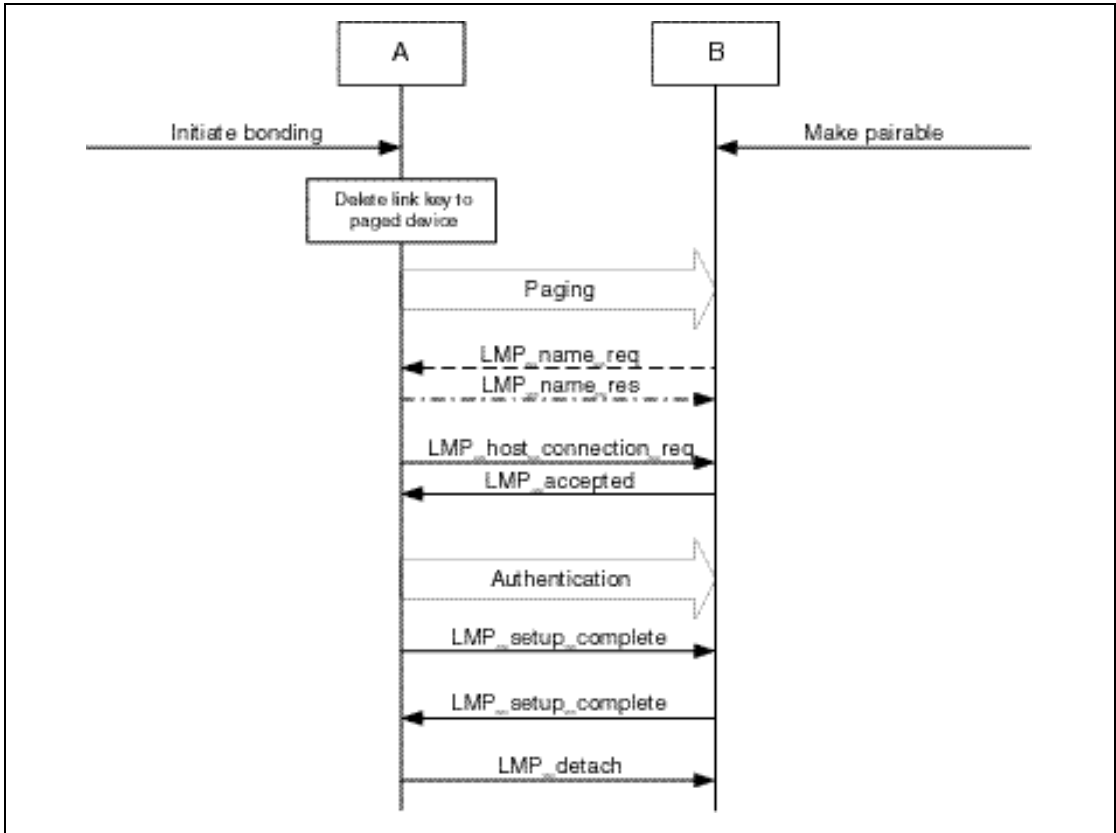 A
B
Initiate bonding
Make pairable
Delete link key to
paged device
Paging
LMP_name_req
LMP_name_res
LMP_host_connection_req
LMP_accepted
Authentication
LMP_setup_complete
LMP_setup_complete
LMP_detach